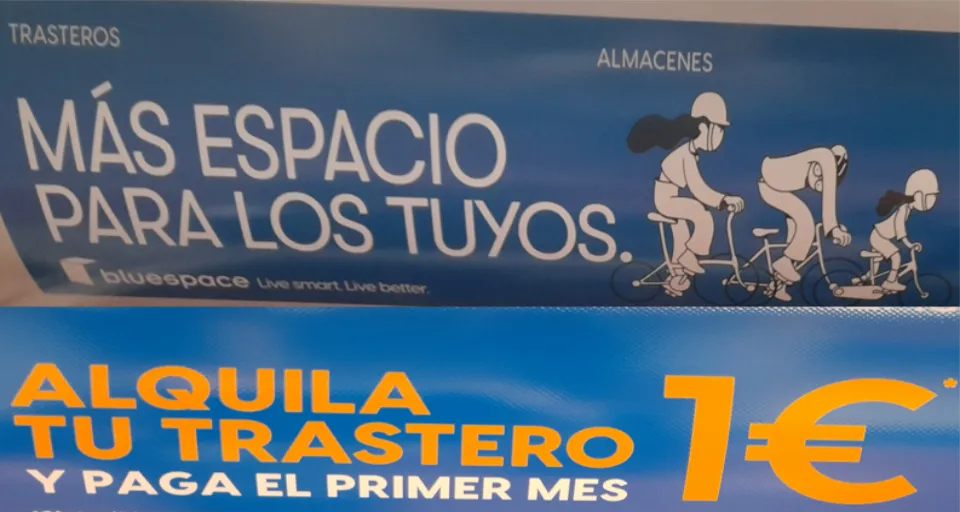 TRASTEROS
ALMACENES
MÁS ESPACIO
PARA LOS TUYOS.
bluespace Live smart. Live better.
ALQUILA
TU TRASTERO
Y PAGA EL PRIMER MES
1€*